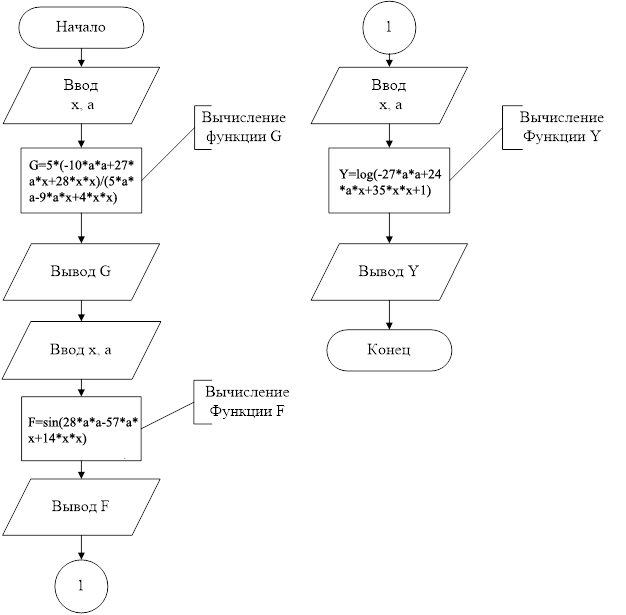 Начало
Ввод
x, a
Вычисление
функции G
G=5*(-10*a*a+27*
a*x+28*x*x)/(5*a*
a-9*a*x+4*x*x)
Вывод G
Ввод x, a
Вычисление
Функции F
F=sin(28*a*a-57*a*
x+14*x*x)
Вывод F
1
1
Ввод
x, a
Вычисление
Функции Y
Y=log(-27*a*a+24
*a*x+35*x*x+1)
Вывод Y
Конец